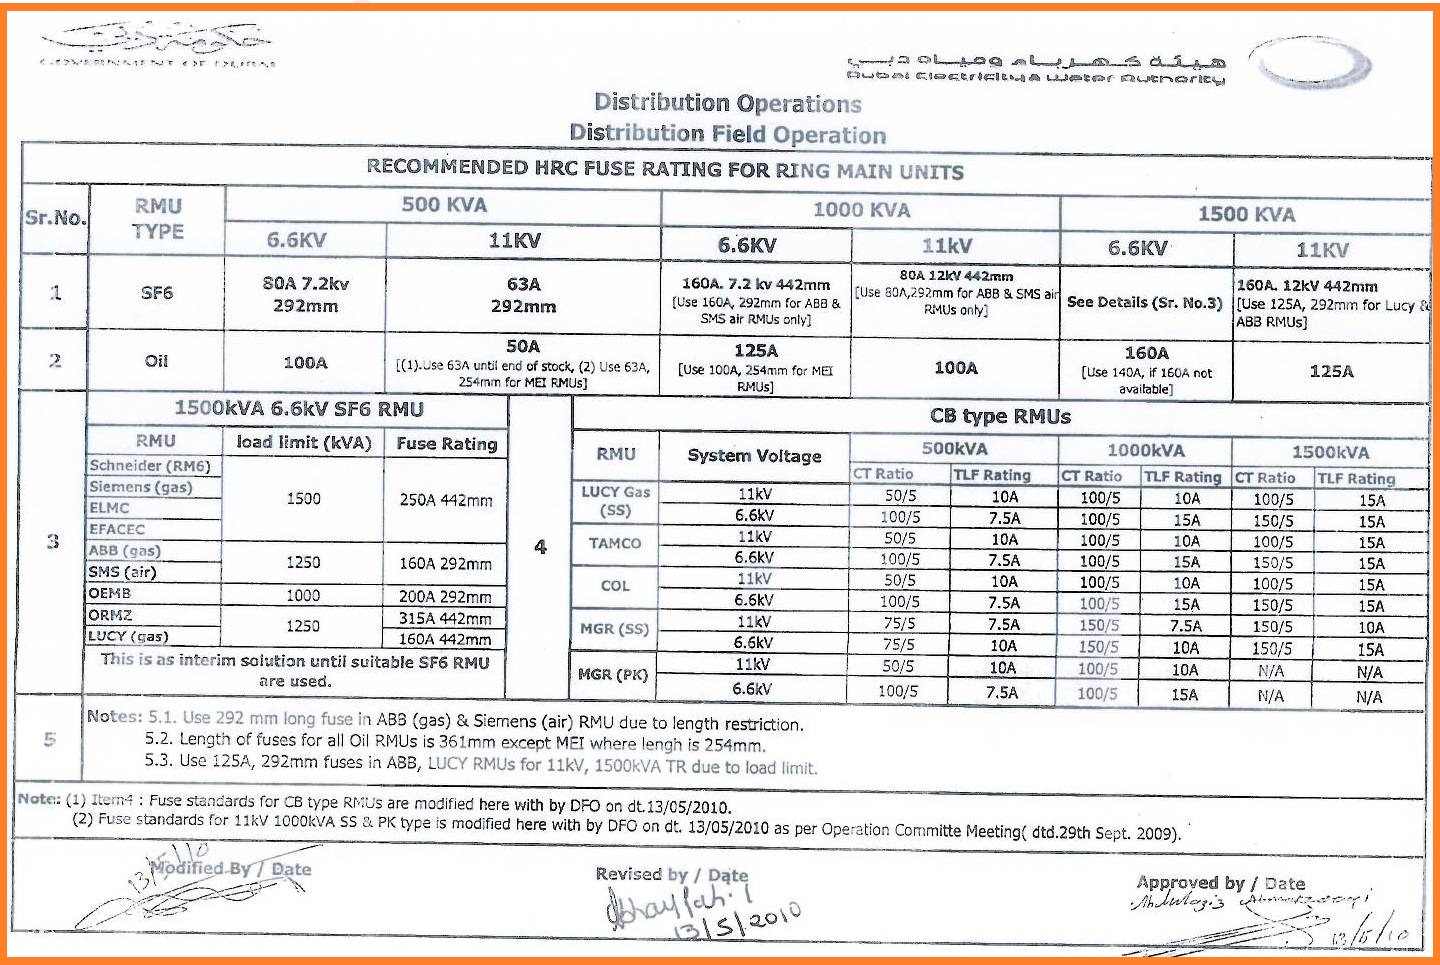 GOVERNMENT OF DUBAI
هيئة كهرباء ومياه دبي
Dubai Electricity & Water Authority
Distribution Operations
Distribution Field Operation
RECOMMENDED HRC FUSE RATING FOR RING MAIN UNITS
Sr.No. RMU TYPE 500 KVA 1000 KVA 1500 KVA
6.6KV 11KV 6.6KV 11kV 6.6KV 11KV
1 SF6 80A 7.2kv 292mm 63A 292mm 160A. 7.2 kv 442mm [Use 160A, 292mm for ABB & SMS air RMUs only] 80A 12kV 442mm [Use 80A,292mm for ABB & SMS air RMUs only] See Details (Sr. No.3) 160A. 12kV 442mm [Use 125A, 292mm for Lucy & ABB RMUs]
2 Oil 100A 50A [(1).Use 63A until end of stock, (2) Use 63A, 254mm for MEI RMUs] 125A [Use 100A, 254mm for MEI RMUs] 100A 160A [Use 140A, if 160A not available] 125A
3
1500kVA 6.6kV SF6 RMU
RMU load limit (kVA) Fuse Rating
Schneider (RM6)
Siemens (gas)
ELMC
EFACEC
1500 250A 442mm
ABB (gas)
SMS (air)
1250 160A 292mm
OEMB 1000 200A 292mm
ORMZ 1250 315A 442mm
LUCY (gas) 160A 442mm
This is as interim solution until suitable SF6 RMU
are used.
4
CB type RMUs
RMU System Voltage 500kVA 1000kVA 1500kVA
CT Ratio TLF Rating CT Ratio TLF Rating CT Ratio TLF Rating
LUCY Gas (SS) 11kV 50/5 10A 100/5 10A 100/5 15A
6.6kV 100/5 7.5A 100/5 15A 150/5 15A
TAMCO 11kV 50/5 10A 100/5 10A 100/5 15A
6.6kV 100/5 7.5A 100/5 15A 150/5 15A
COL 11kV 50/5 10A 100/5 10A 100/5 15A
6.6kV 100/5 7.5A 100/5 15A 150/5 15A
MGR (SS) 11kV 75/5 7.5A 150/5 7.5A 150/5 10A
6.6kV 75/5 10A 150/5 10A 150/5 15A
MGR (PK) 11kV 50/5 10A 100/5 10A N/A N/A
6.6kV 100/5 7.5A 100/5 15A N/A N/A
5 Notes: 5.1. Use 292 mm long fuse in ABB (gas) & Siemens (air) RMU due to length restriction.
5.2. Length of fuses for all Oil RMUs is 361mm except MEI where lengh is 254mm.
5.3. Use 125A, 292mm fuses in ABB, LUCY RMUs for 11kV, 1500kVA TR due to load limit.
Note: (1) Item4 : Fuse standards for CB type RMUs are modified here with by DFO on dt.13/05/2010.
(2) Fuse standards for 11kV 1000kVA SS & PK type is modified here with by DFO on dt. 13/05/2010 as per Operation Committe Meeting( dtd.29th Sept. 2009).
13/5/10
Modified By / Date
Revised by / Date
13/5/2010
Approved by / Date
13/5/10